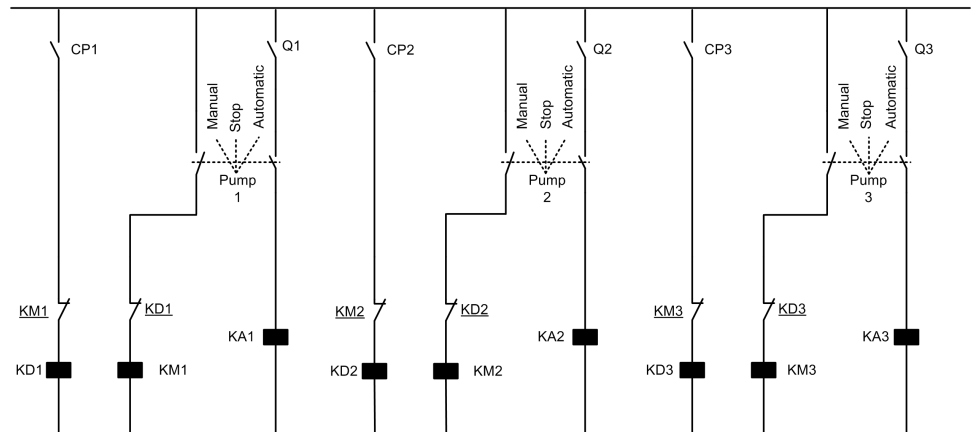 CP1
Q1
CP2
Q2
CP3
Q3
Manual
Stop
Automatic
Manual
Stop
Automatic
Manual
Stop
Automatic
Pump
1
Pump
2
Pump
3
KM1
KD1
KM2
KD2
KM3
KD3
KA1
KA2
KA3
KD1
KM1
KD2
KM2
KD3
KM3